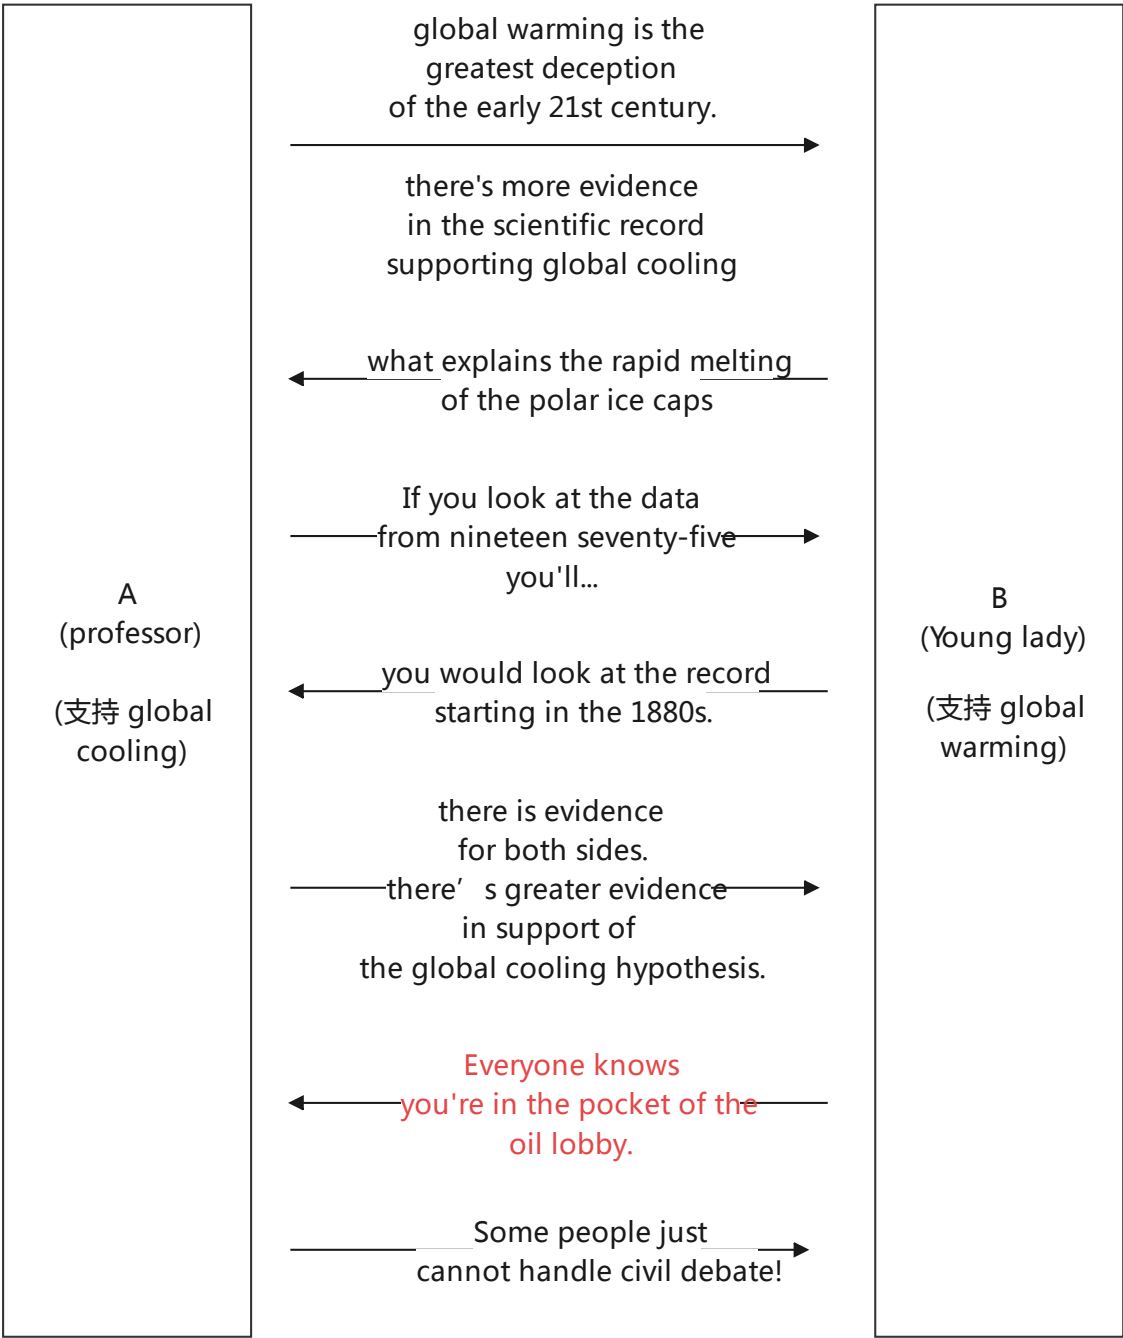 global warming is the
greatest deception
of the early 21st century.
there's more evidence
in the scientific record
supporting global cooling
what explains the rapid melting
of the polar ice caps
If you look at the data
from nineteen seventy-five
you'll...
A
(professor)
(支持 global
cooling)
B
(Young lady)
(支持 global
warming)
you would look at the record
starting in the 1880s.
there is evidence
for both sides.
there’ s greater evidence
in support of
the global cooling hypothesis.
Everyone knows
you're in the pocket of the
oil lobby.
Some people just
cannot handle civil debate!